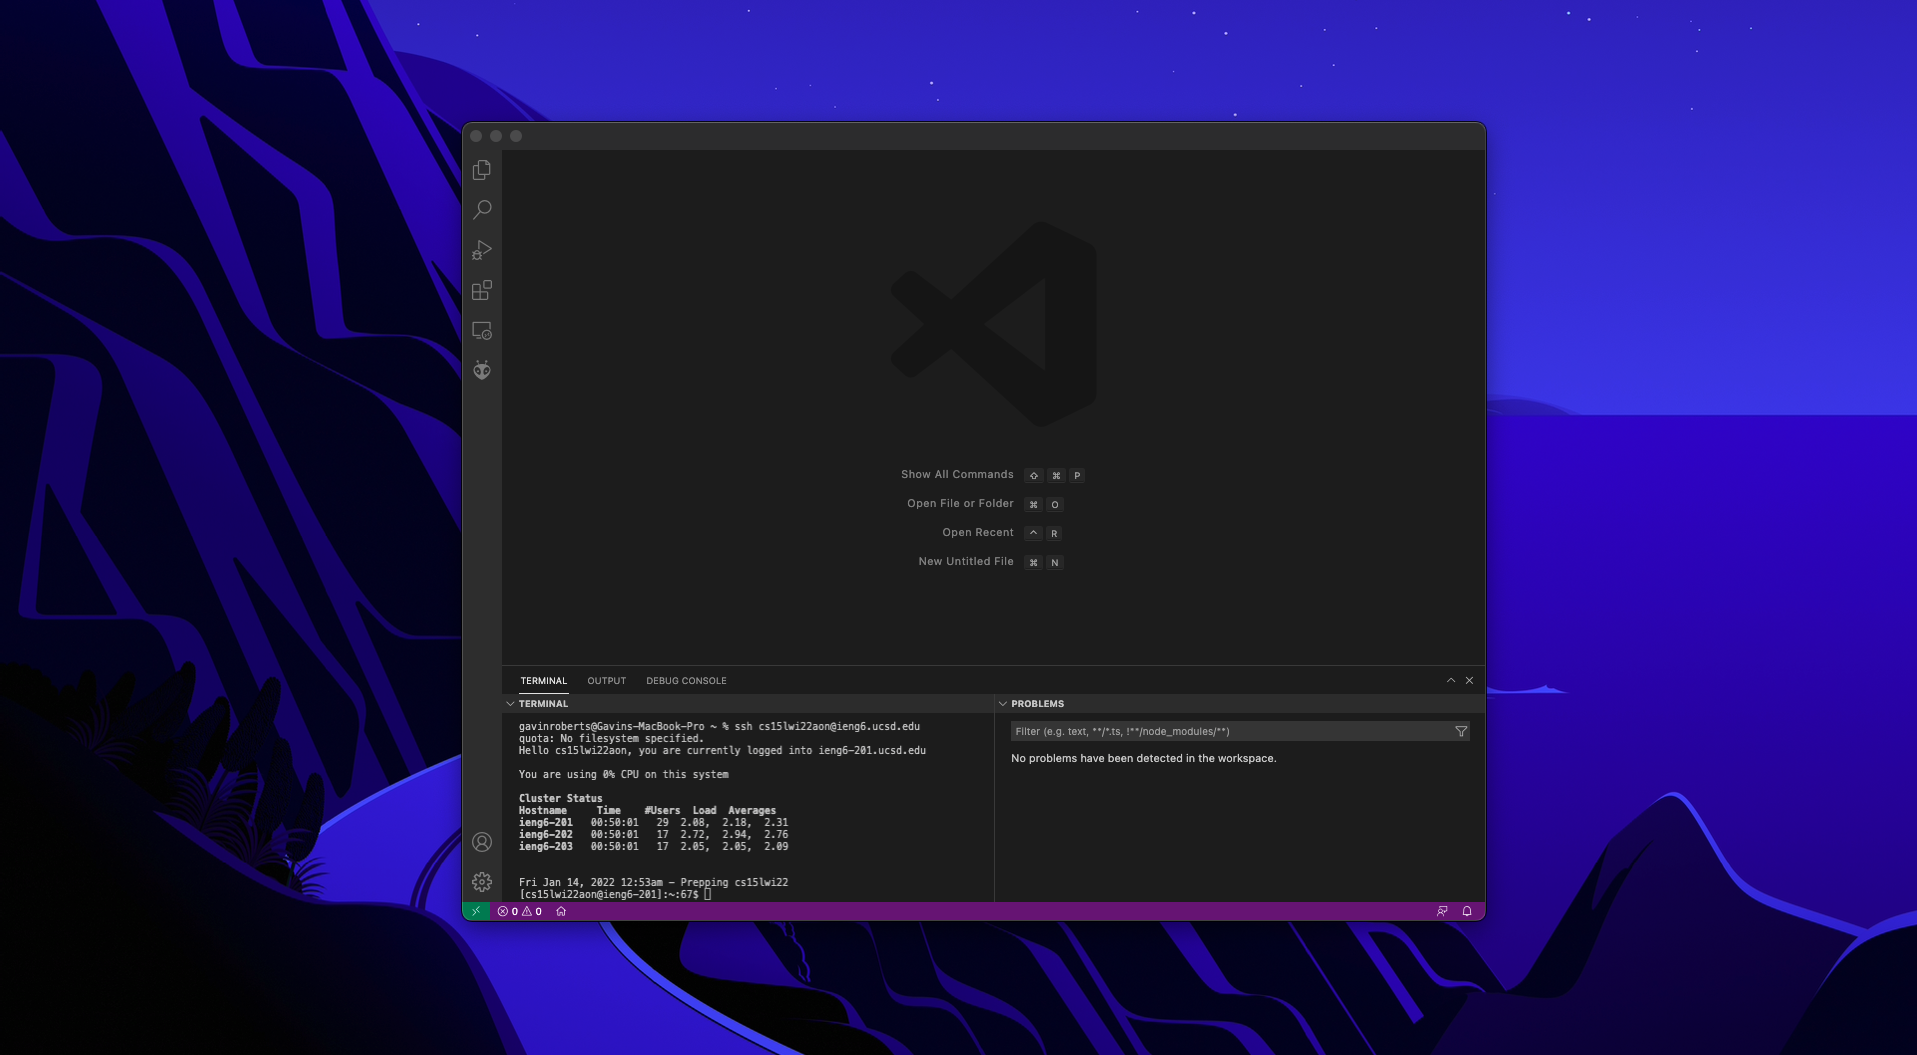 Show All Commands ⇧ ⌘ P
Open File or Folder ⌘ O
Open Recent ^ R
New Untitled File ⌘ N
TERMINAL OUTPUT DEBUG CONSOLE
TERMINAL
gavinroberts@Gavins-MacBook-Pro ~ % ssh cs15lwi22aon@ieng6.ucsd.edu
quota: No filesystem specified.
Hello cs15lwi22aon, you are currently logged into ieng6-201.ucsd.edu
You are using 0% CPU on this system
Cluster Status
Hostname Time #Users Load Averages
ieng6-201 00:50:01 29 2.08, 2.18, 2.31
ieng6-202 00:50:01 17 2.72, 2.94, 2.76
ieng6-203 00:50:01 17 2.05, 2.05, 2.09
Fri Jan 14, 2022 12:53am - Prepping cs15lwi22
[cs15lwi22aon@ieng6-201]:~:67$
PROBLEMS
Filter (e.g. text, **/*.ts, !**/node_modules/**)
No problems have been detected in the workspace.
0 0